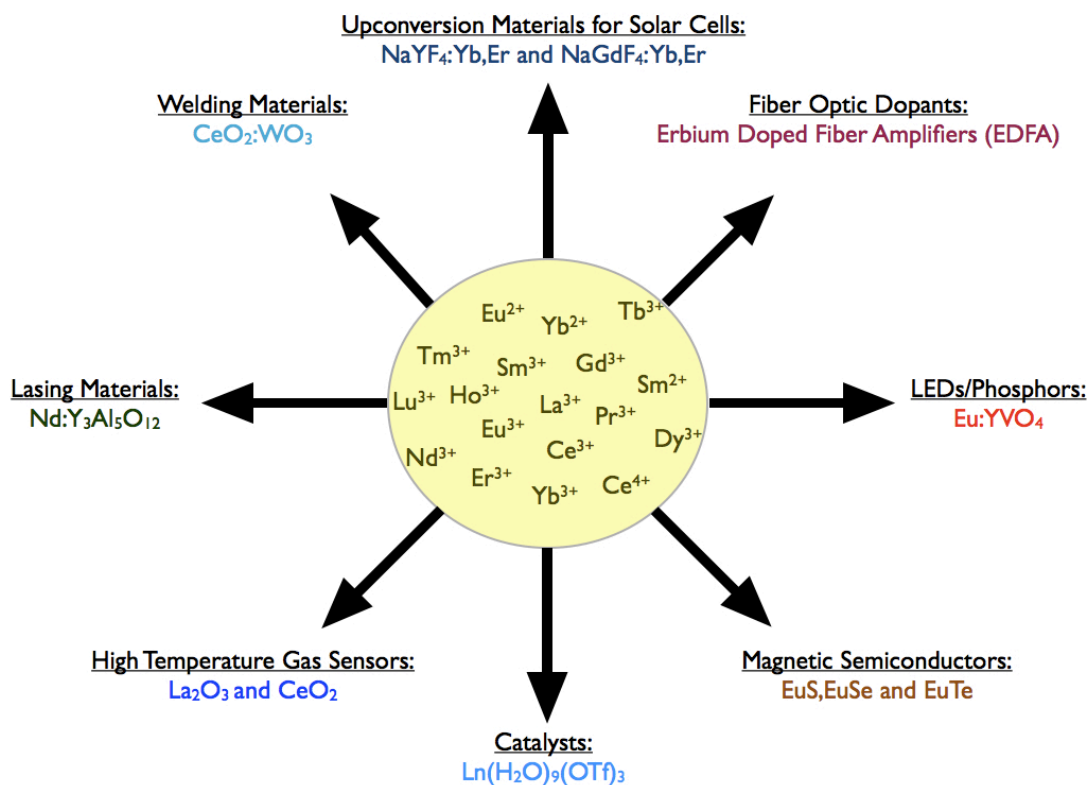 Upconversion Materials for Solar Cells:
NaYF₄:Yb,Er and NaGdF₄:Yb,Er
Welding Materials:
CeO₂:WO₃
Fiber Optic Dopants:
Erbium Doped Fiber Amplifiers (EDFA)
Eu²⁺
Yb²⁺
Tb³⁺
Tm³⁺
Sm³⁺
Gd³⁺
Sm²⁺
Lu³⁺
Ho³⁺
La³⁺
Pr³⁺
Eu³⁺
Dy³⁺
Nd³⁺
Ce³⁺
Er³⁺
Yb³⁺
Ce⁴⁺
Lasing Materials:
Nd:Y₃Al₅O₁₂
LEDs/Phosphors:
Eu:YVO₄
High Temperature Gas Sensors:
La₂O₃ and CeO₂
Magnetic Semiconductors:
EuS,EuSe and EuTe
Catalysts:
Ln(H₂O)₉(OTf)₃